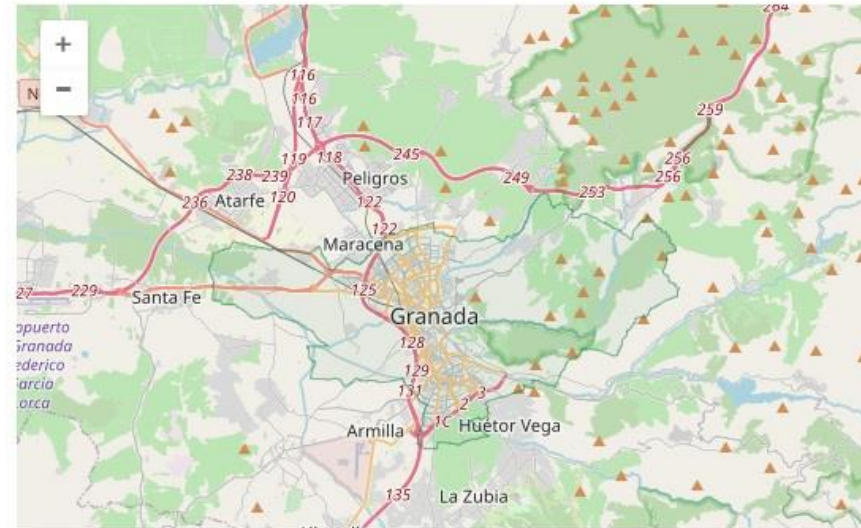 264
+
116
−
N
116
259
117
119
118
245
256
238
239
Peligros
249
256
253
236
Atarfe
120
122
122
Maracena
27
229
Santa Fe
125
Granada
opuerto
Granada
ederico
García
Lorca
128
129
131
3
2
1C
Armilla
Huétor Vega
135
La Zubia